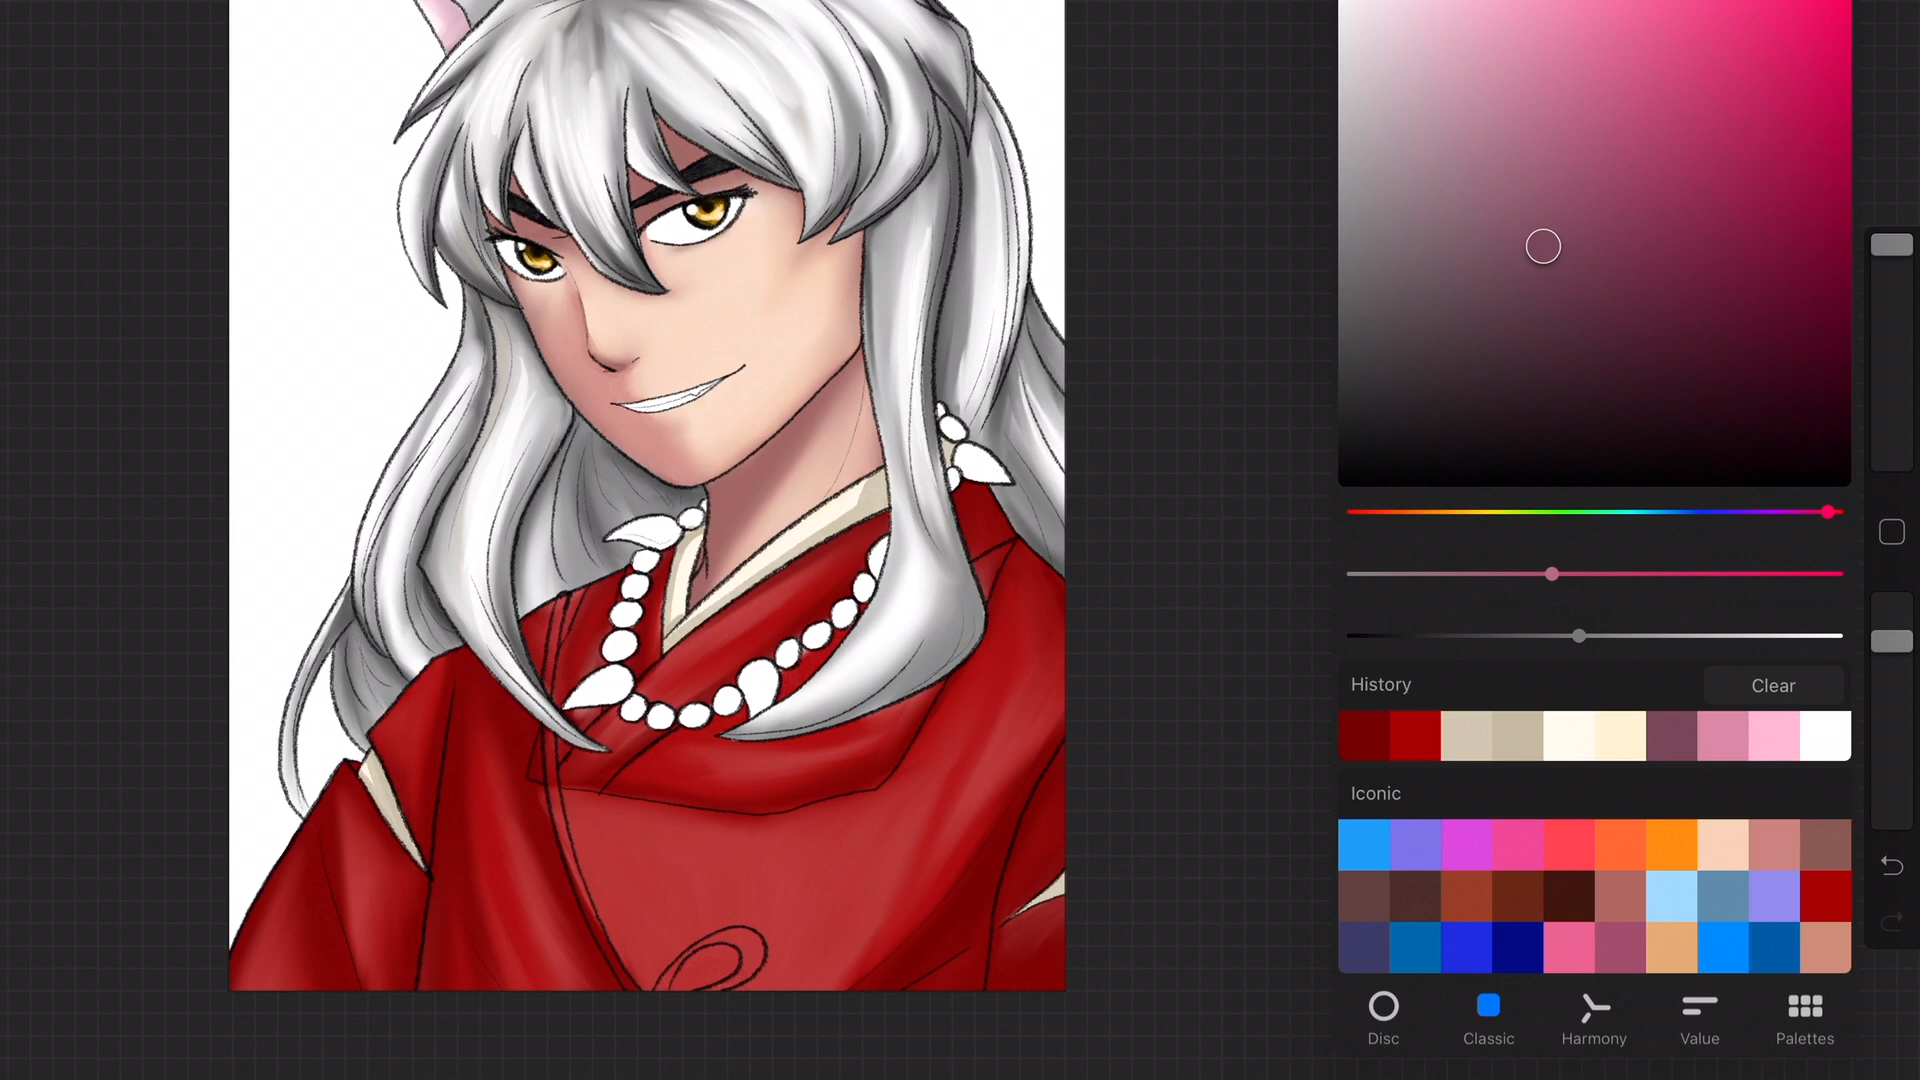 History
Clear
Iconic
Disc
Classic
Harmony
Value
Palettes